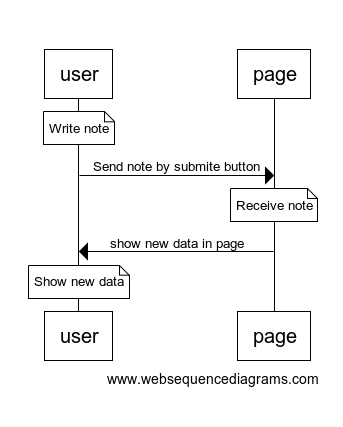 user page
Write note
Send note by submite button
Receive note
show new data in page
Show new data
user page
www.websequencediagrams.com